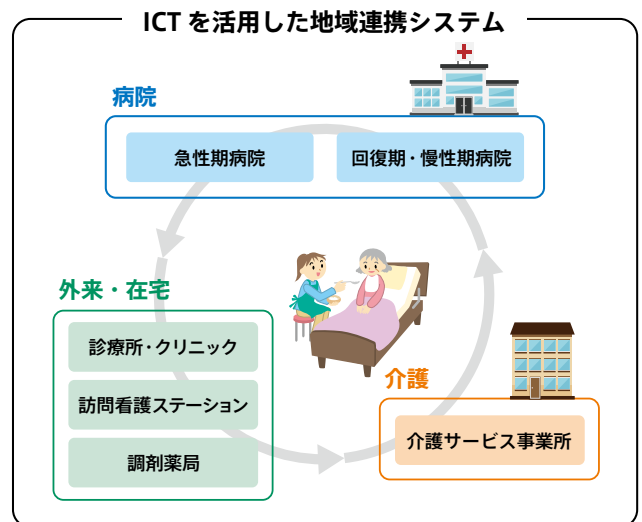 ICT を活用した地域連携システム
病院
急性期病院
回復期・慢性期病院
外来・在宅
診療所・クリニック
訪問看護ステーション
調剤薬局
介護
介護サービス事業所